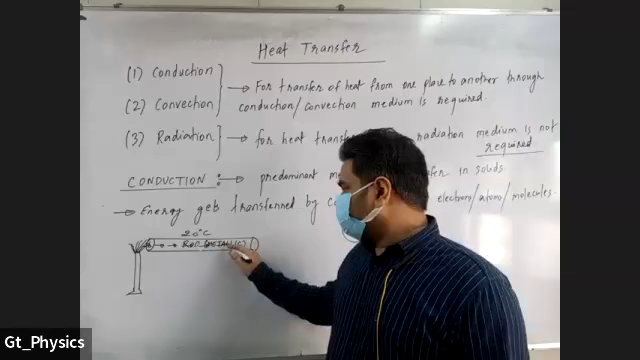 Heat Transfer
(1) Conduction
(2) Convection
(3) Radiation
→ For transfer of heat from one place to another through
conduction/convection medium is required.
→ for heat radiation medium is not
required
CONDUCTION :→ predominant in solids.
→ Energy gets transferred by electrons/atoms/molecules.
20°C
Gt_Physics